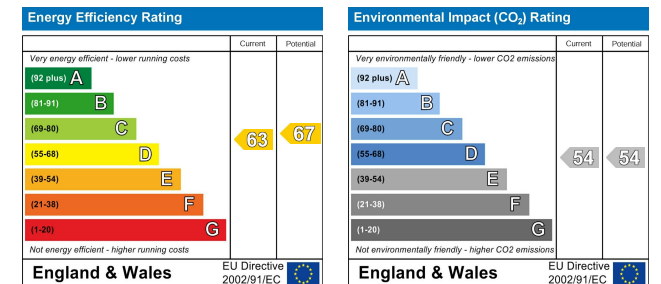 Energy Efficiency Rating
Current Potential
Very energy efficient - lower running costs
(92 plus) A
(81-91) B
(69-80) C
(55-68) D
(39-54) E
(21-38) F
(1-20) G
63
67
Not energy efficient - higher running costs
England & Wales
EU Directive
2002/91/EC
Environmental Impact (CO₂) Rating
Current Potential
Very environmentally friendly - lower CO2 emissions
(92 plus) A
(81-91) B
(69-80) C
(55-68) D
(39-54) E
(21-38) F
(1-20) G
54
54
Not environmentally friendly - higher CO2 emissions
England & Wales
EU Directive
2002/91/EC